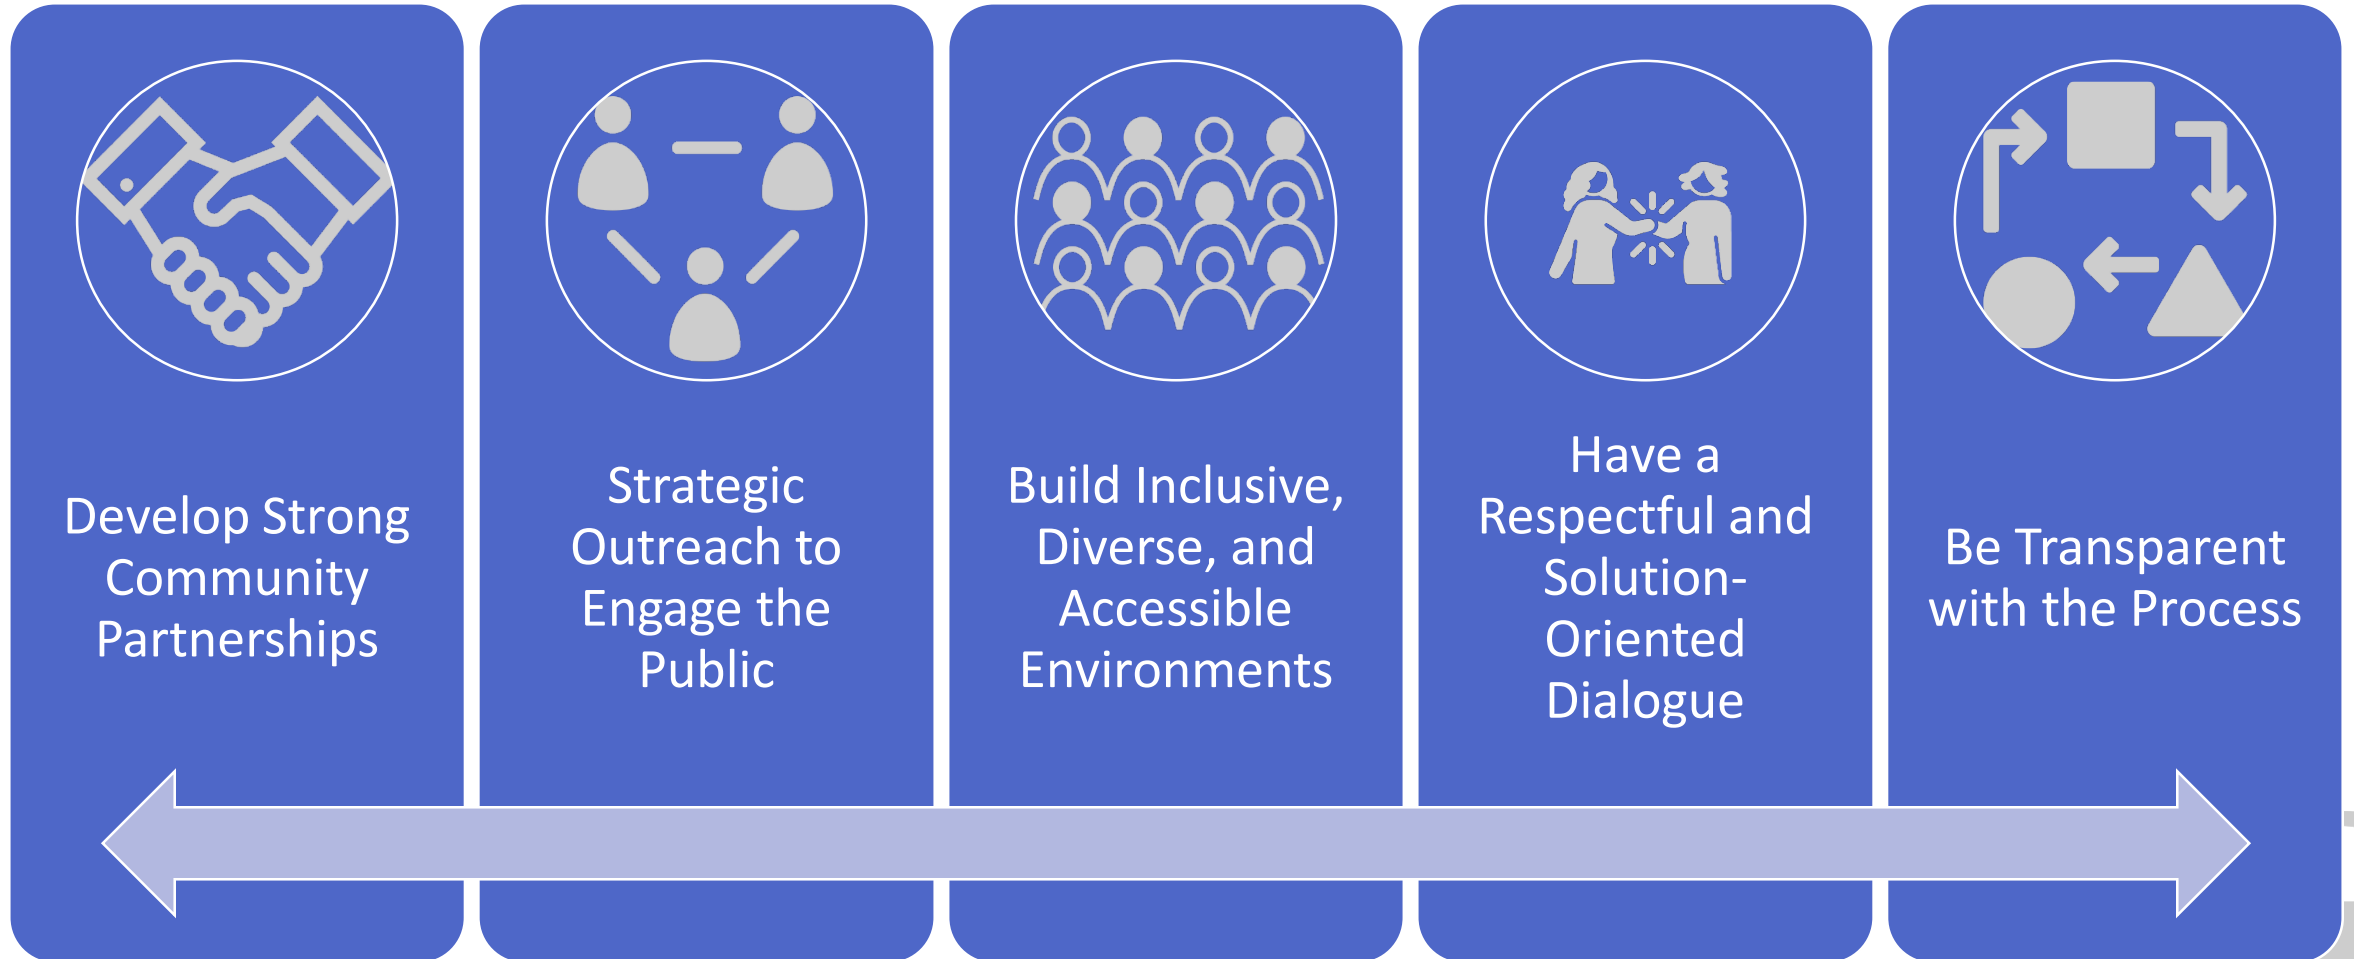 Develop Strong
Community
Partnerships
Strategic
Outreach to
Engage the
Public
Build Inclusive,
Diverse, and
Accessible
Environments
Have a
Respectful and
Solution-
Oriented
Dialogue
Be Transparent
with the Process